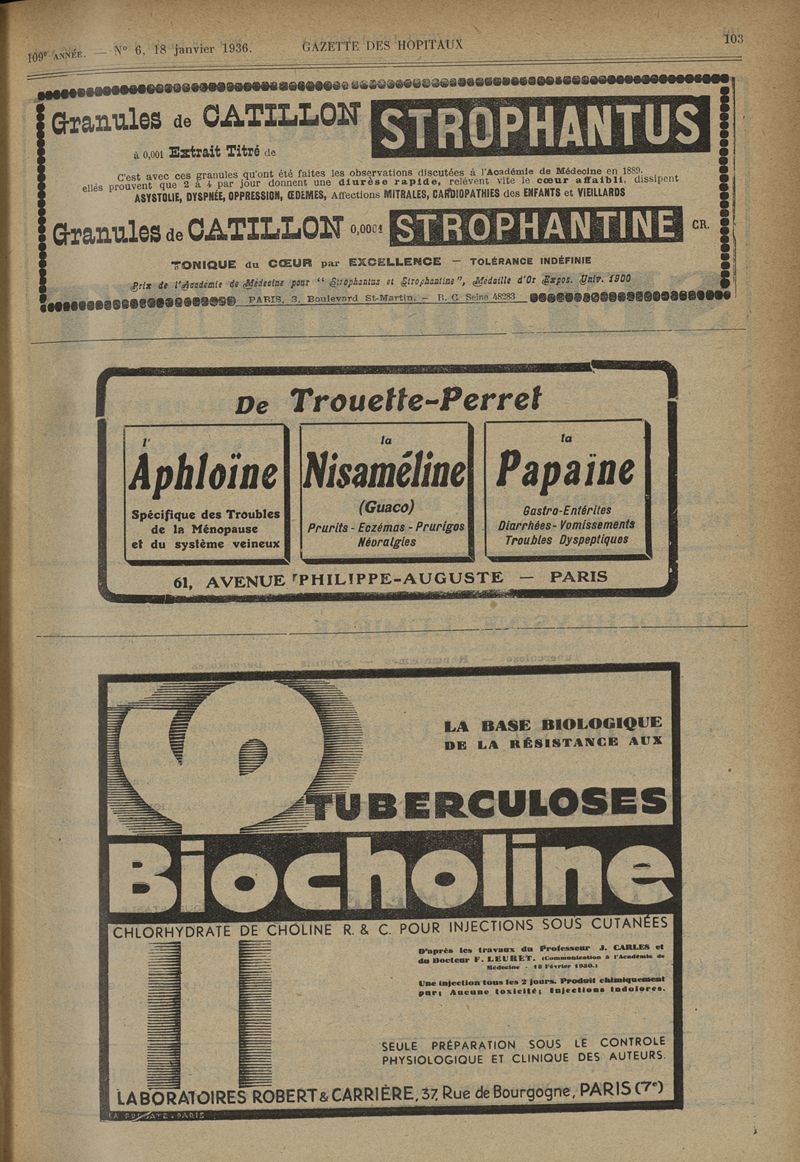 109e ANNÉE. — N° 6, 18 janvier 1936. GAZETTE DES HOPITAUX 103
Granules de CATILLON STROPHANTUS
à 0,001 Extrait Titré de
C'est avec ces granules qu'ont été faites les observations discutées à l'Académie de Médecine en 1889.
elles prouvent que 2 à 4 par jour donnent une diurèse rapide, relèvent vite le cœur affaibli, dissipent
ASYSTOLIE, DYSPNÉE, OPPRESSION, ŒDÈMES, Affections MITRALES, CARDIOPATHIES des ENFANTS et VIEILLARDS
Granules de CATILLON 0,0001 STROPHANTINE CR.
TONIQUE du CŒUR par EXCELLENCE — TOLÉRANCE INDÉFINIE
Prix de l'Académie de Médecine pour "Strophantus et Strophantine", Médaille d'Or Expos. Univ. 1900
PARIS, 3, Boulevard St-Martin. — R. C. Seine 48283
De Trouette-Perret
l'
Aphloïne
Spécifique des Troubles
de la Ménopause
et du système veineux
la
Nisaméline
(Guaco)
Prurits - Eczémas - Prurigos
Névralgies
la
Papaïne
Gastro-Entérites
Diarrhées - Vomissements
Troubles Dyspeptiques
61, AVENUE PHILIPPE-AUGUSTE — PARIS
LA BASE BIOLOGIQUE
DE LA RÉSISTANCE AUX
TUBERCULOSES
Biocholine
CHLORHYDRATE DE CHOLINE R. & C. POUR INJECTIONS SOUS CUTANÉES
D'après les travaux du Professeur J. CARLES et
du Docteur F. LEURET. (Communication à l'Académie de
Médecine - 18 Février 1930.)
Une injection tous les 2 jours. Produit chimiquement
pur; Aucune toxicité; Injections indolores.
SEULE PRÉPARATION SOUS LE CONTROLE
PHYSIOLOGIQUE ET CLINIQUE DES AUTEURS.
LABORATOIRES ROBERT & CARRIÈRE, 37, Rue de Bourgogne, PARIS (7e)